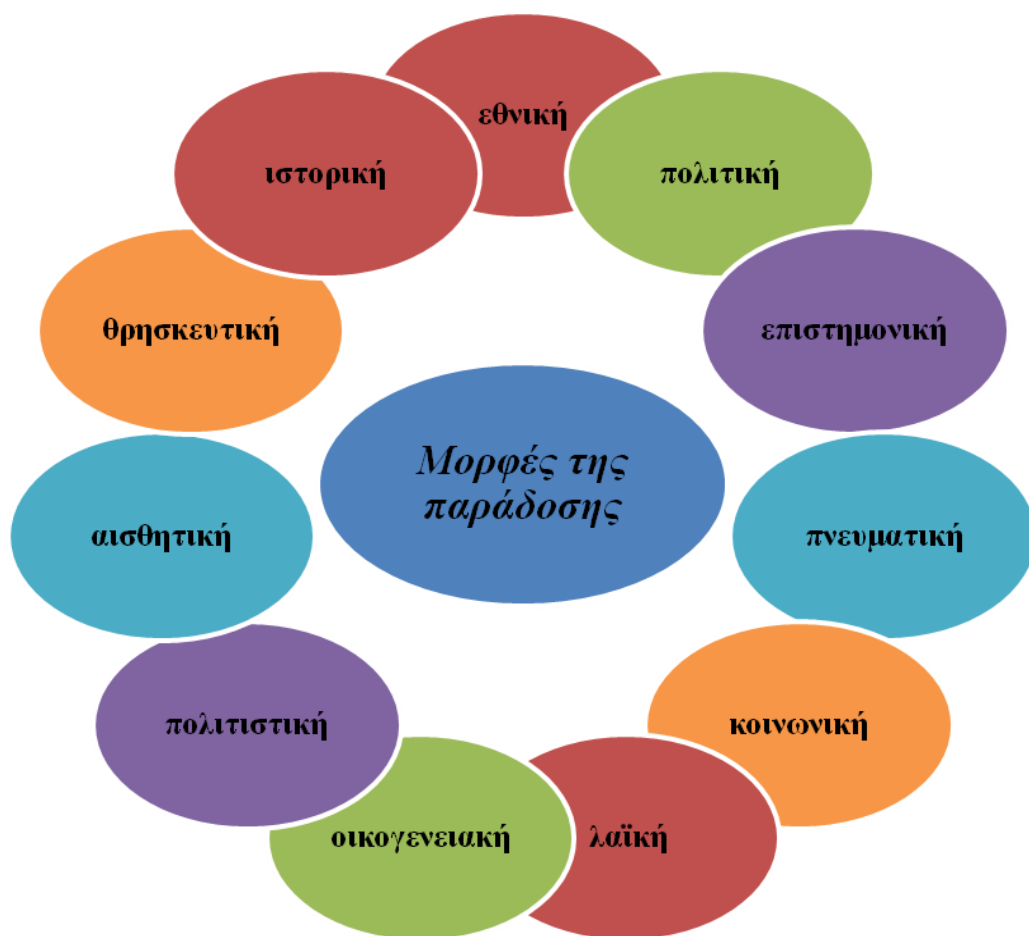 εθνική
πολιτική
επιστημονική
πνευματική
κοινωνική
λαϊκή
οικογενειακή
πολιτιστική
αισθητική
θρησκευτική
ιστορική
Μορφές της
παράδοσης